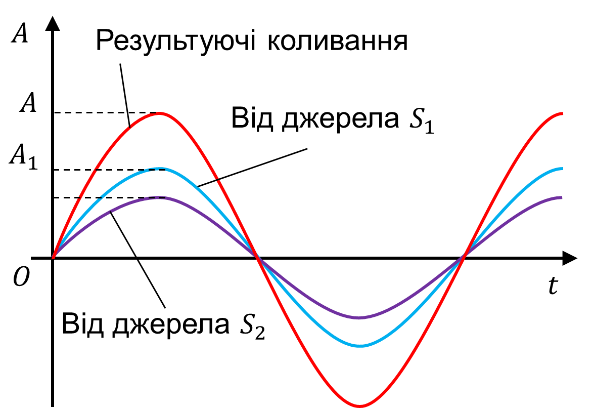 A
Результуючі коливання
A
Від джерела S₁
A₁
O
t
Від джерела S₂